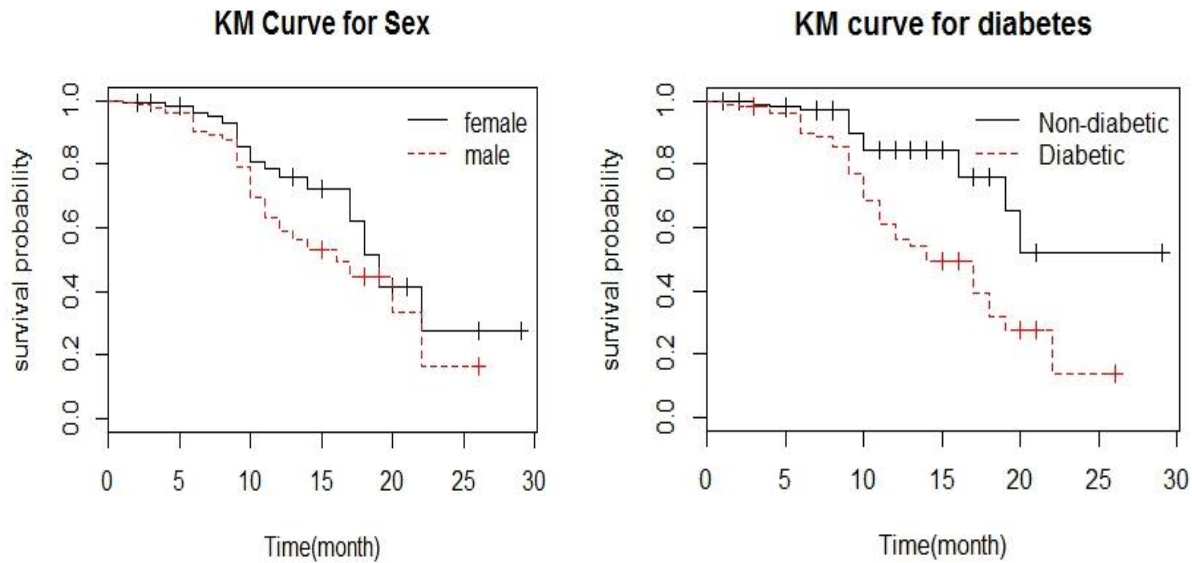 KM Curve for Sex
survival probability
1.0
0.8
0.6
0.4
0.2
0.0
female
male
0 5 10 15 20 25 30
Time(month)
KM curve for diabetes
survival probability
1.0
0.8
0.6
0.4
0.2
0.0
Non-diabetic
Diabetic
0 5 10 15 20 25 30
Time(month)